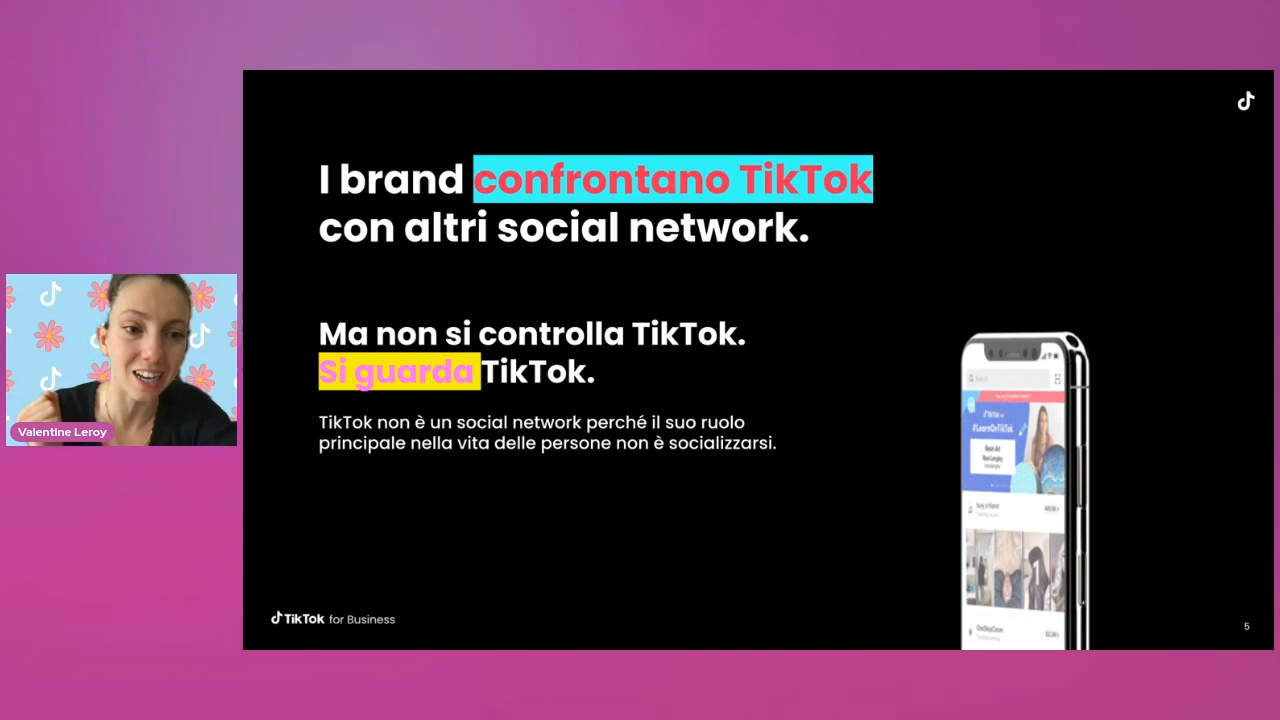 I brand confrontano TikTok
con altri social network.
Ma non si controlla TikTok.
Si guarda TikTok.
TikTok non è un social network perché il suo ruolo
principale nella vita delle persone non è socializzarsi.
Valentine Leroy
Search
#LearnOnTikTok
TikTok for Business
5